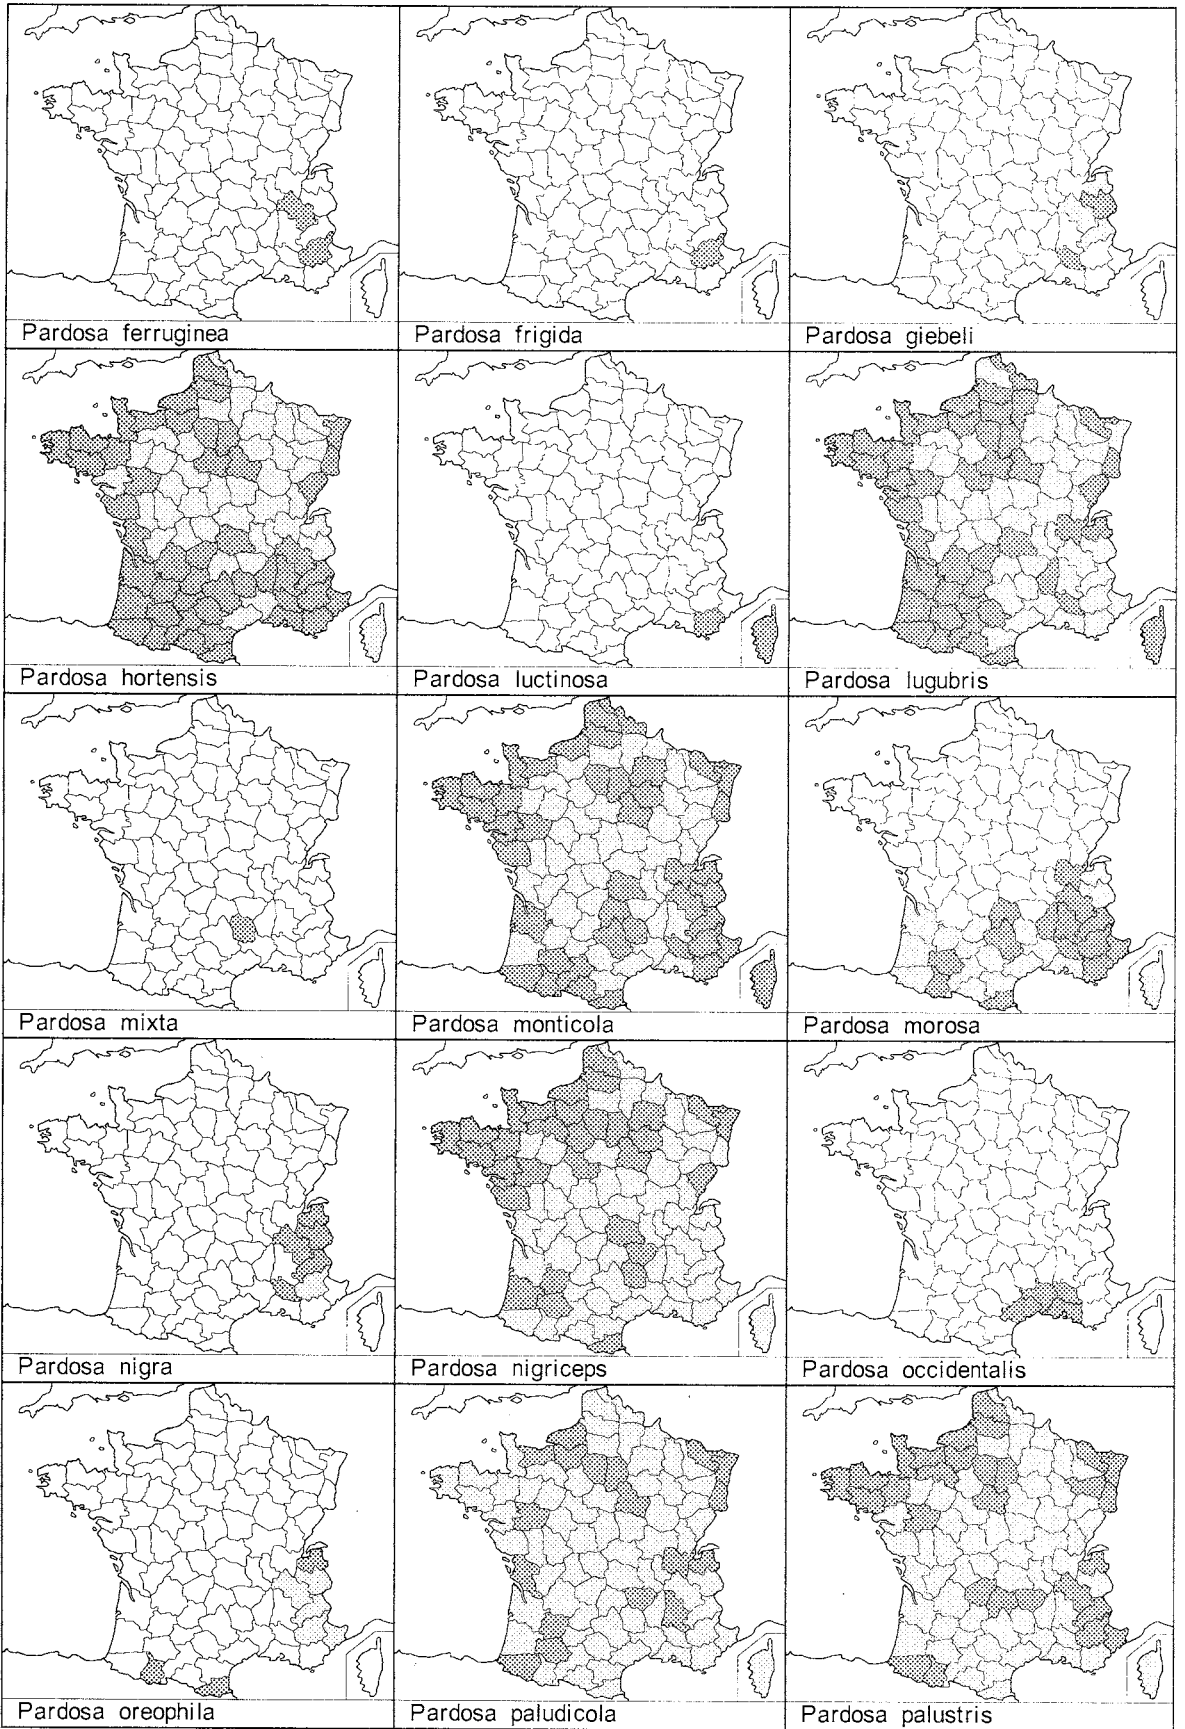 Pardosa ferruginea
Pardosa frigida
Pardosa giebeli
Pardosa hortensis
Pardosa luctinosa
Pardosa lugubris
Pardosa mixta
Pardosa monticola
Pardosa morosa
Pardosa nigra
Pardosa nigriceps
Pardosa occidentalis
Pardosa oreophila
Pardosa paludicola
Pardosa palustris